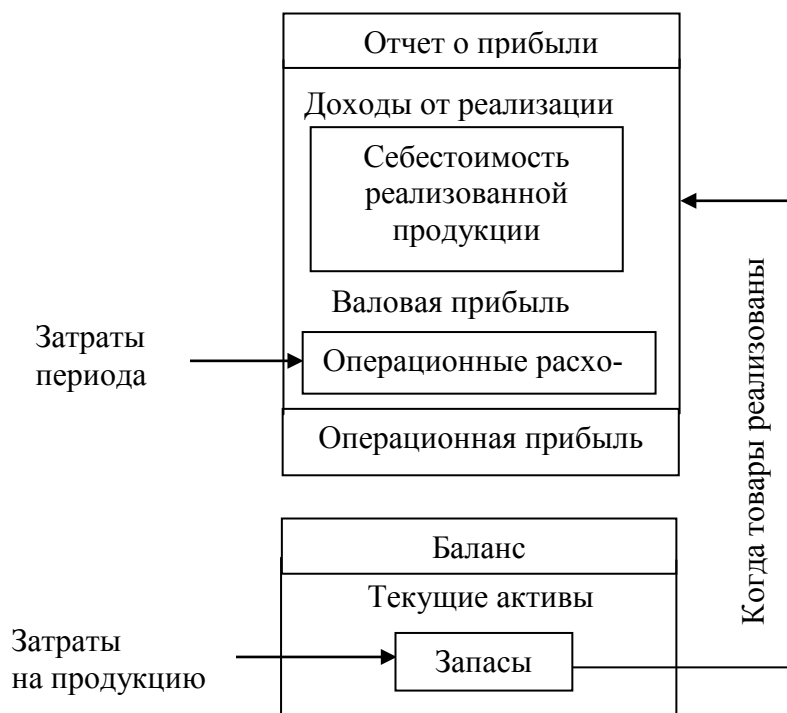 Отчет о прибыли
Доходы от реализации
Себестоимость
реализованной
продукции
Валовая прибыль
Затраты
периода
Операционные расхо-
Операционная прибыль
Когда товары реализованы
Баланс
Текущие активы
Затраты
на продукцию
Запасы